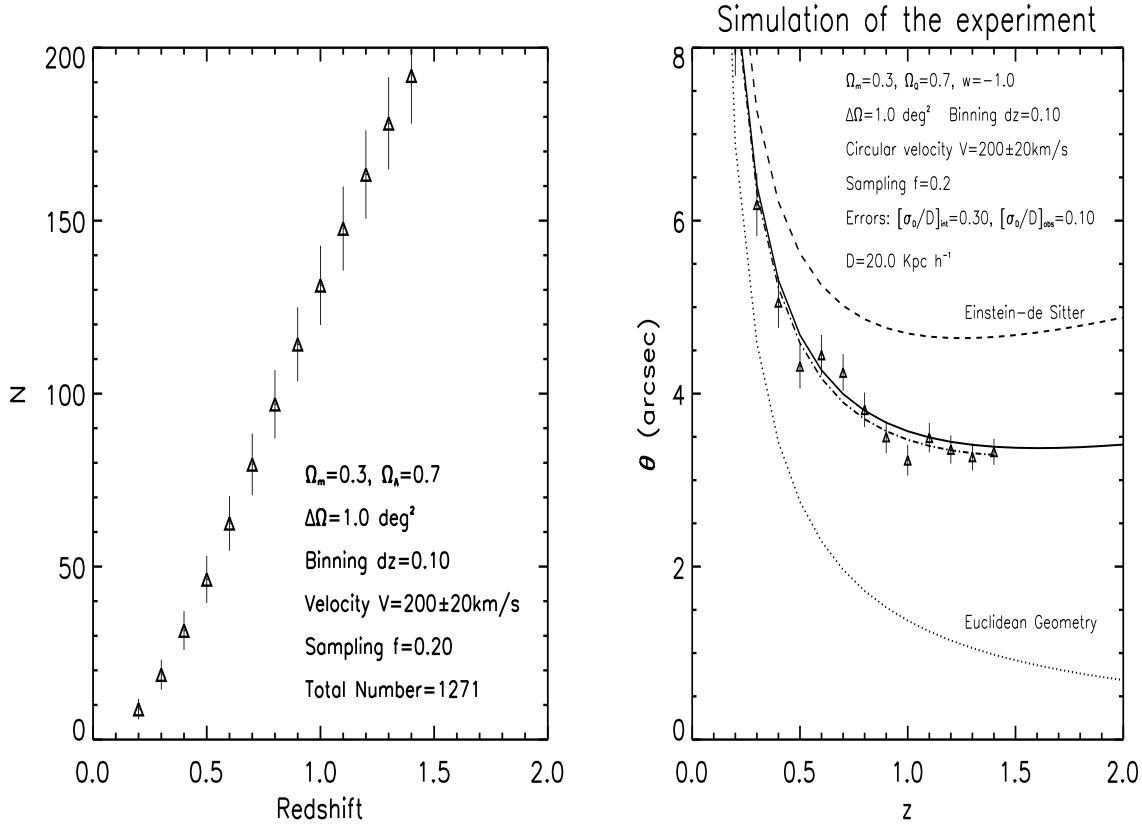 Simulation of the experiment
200
150
100
50
0
N
0.0 0.5 1.0 1.5 2.0
Redshift
Ωm=0.3, ΩΛ=0.7
ΔΩ=1.0 deg²
Binning dz=0.10
Velocity V=200±20km/s
Sampling f=0.20
Total Number=1271
8
6
4
2
0
θ (arcsec)
0.0 0.5 1.0 1.5 2.0
z
Ωm=0.3, ΩQ=0.7, w=−1.0
ΔΩ=1.0 deg² Binning dz=0.10
Circular velocity V=200±20km/s
Sampling f=0.2
Errors: [σD/D]int=0.30, [σD/D]obs=0.10
D=20.0 Kpc h⁻¹
Einstein−de Sitter
Euclidean Geometry